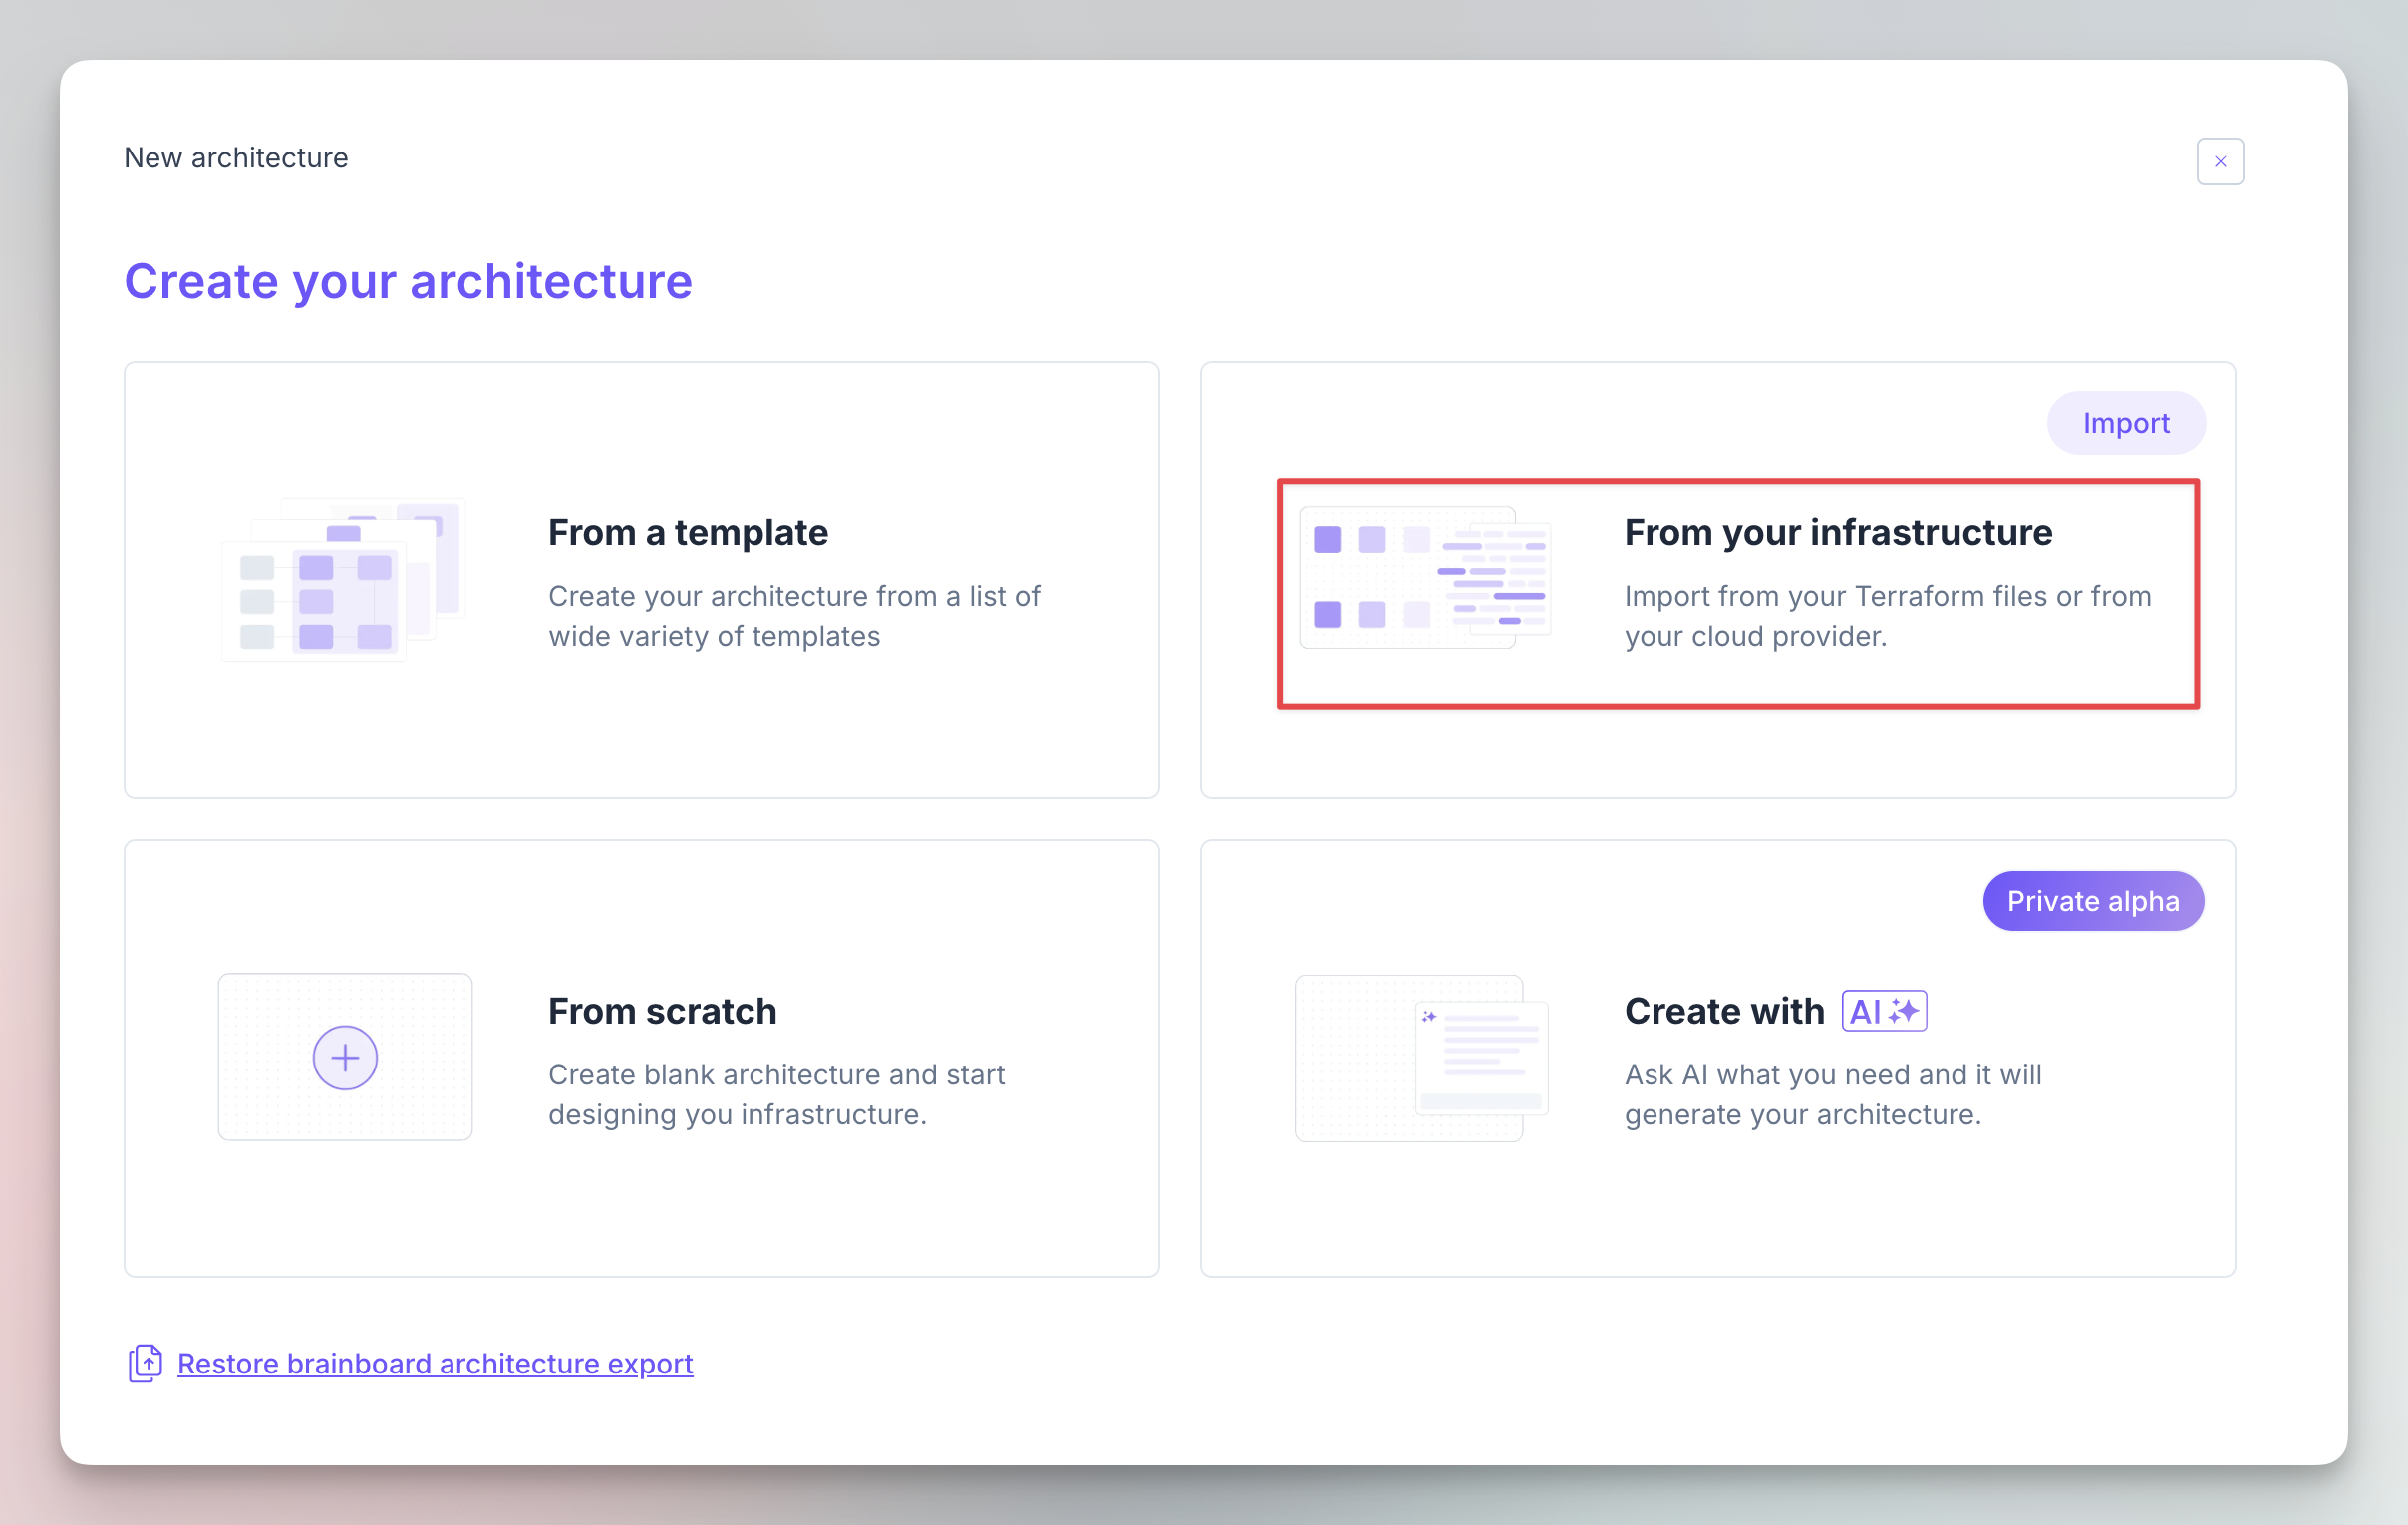 New architecture
Create your architecture
From a template
Create your architecture from a list of
wide variety of templates
Import
From your infrastructure
Import from your Terraform files or from
your cloud provider.
From scratch
Create blank architecture and start
designing you infrastructure.
Private alpha
Create with AI
Ask AI what you need and it will
generate your architecture.
Restore brainboard architecture export